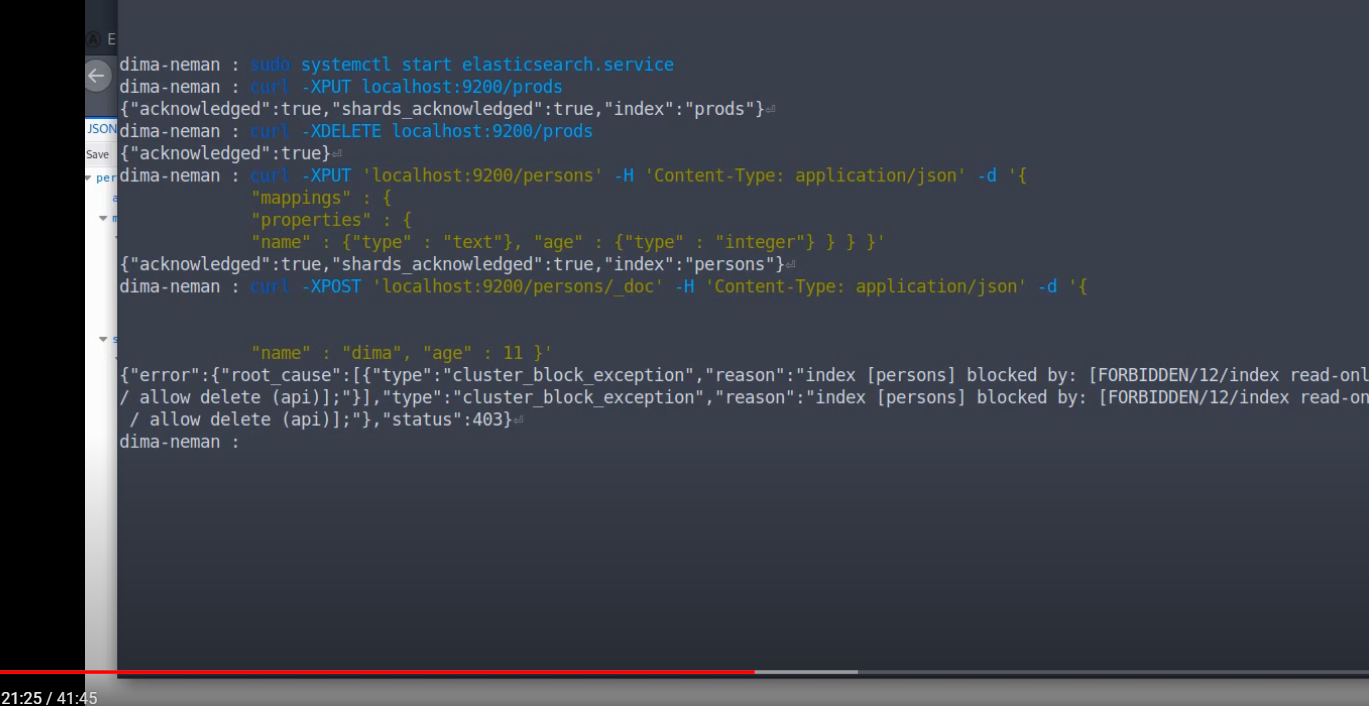 E
dima-neman : sudo systemctl start elasticsearch.service
dima-neman : curl -XPUT localhost:9200/prods
{"acknowledged":true,"shards_acknowledged":true,"index":"prods"}⏎
JSON
dima-neman : curl -XDELETE localhost:9200/prods
Save
{"acknowledged":true}⏎
per
dima-neman : curl -XPUT 'localhost:9200/persons' -H 'Content-Type: application/json' -d '{
"mappings" : {
"properties" : {
"name" : {"type" : "text"}, "age" : {"type" : "integer"} } } }'
{"acknowledged":true,"shards_acknowledged":true,"index":"persons"}⏎
dima-neman : curl -XPOST 'localhost:9200/persons/_doc' -H 'Content-Type: application/json' -d '{
"name" : "dima", "age" : 11 }'
{"error":{"root_cause":[{"type":"cluster_block_exception","reason":"index [persons] blocked by: [FORBIDDEN/12/index read-onl
/ allow delete (api)];"}],"type":"cluster_block_exception","reason":"index [persons] blocked by: [FORBIDDEN/12/index read-on
/ allow delete (api)];"},"status":403}⏎
dima-neman :
21:25 / 41:45